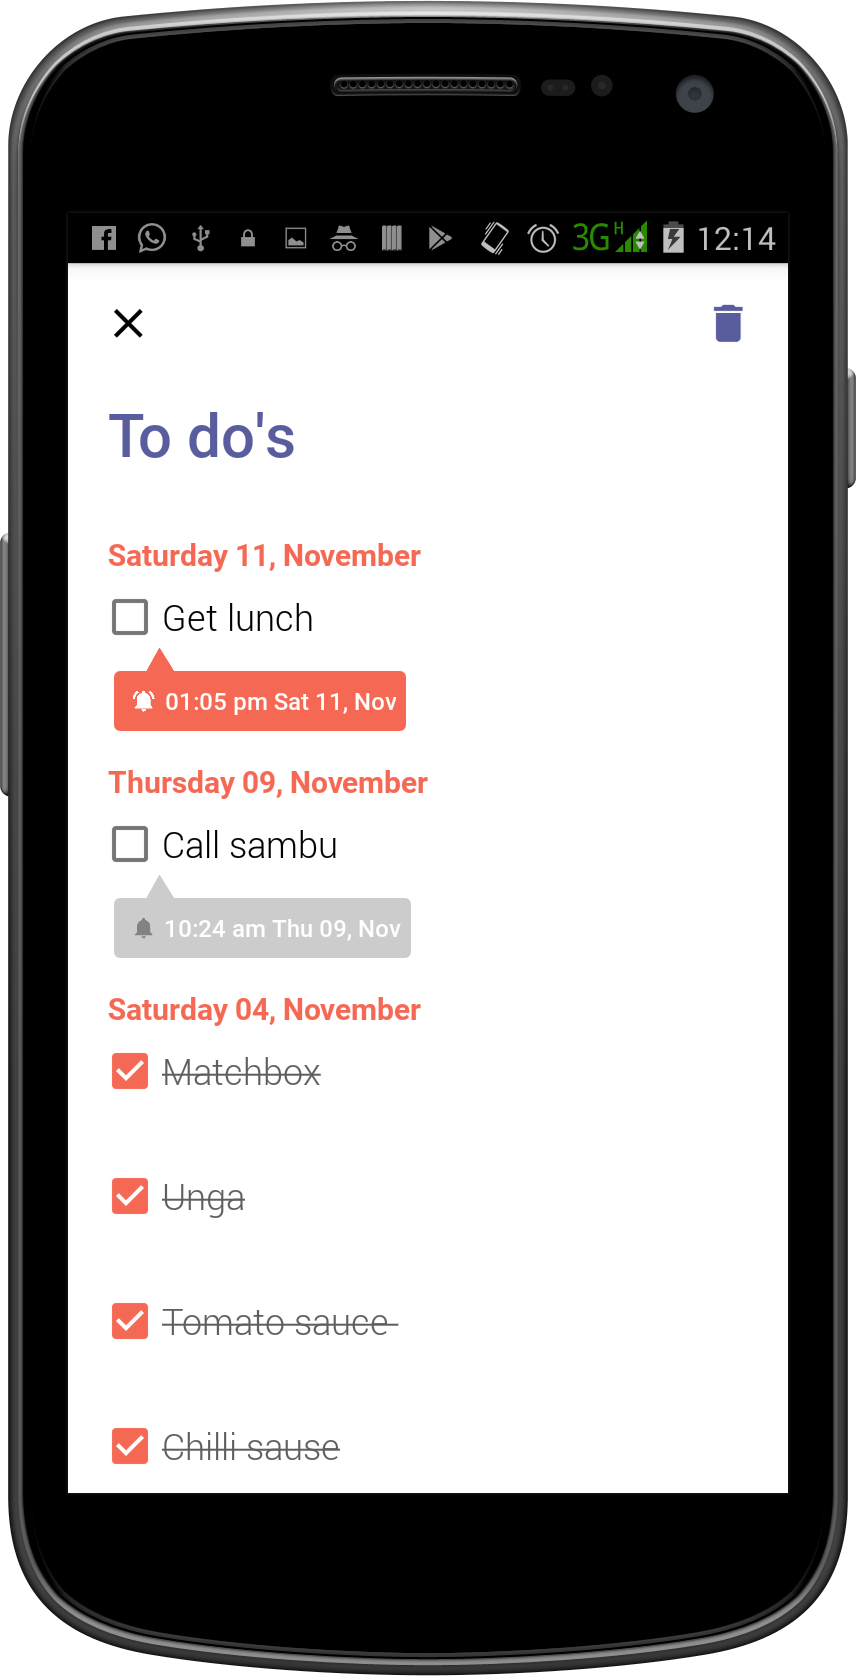 3G H 12:14
To do's
Saturday 11, November
Get lunch
01:05 pm Sat 11, Nov
Thursday 09, November
Call sambu
10:24 am Thu 09, Nov
Saturday 04, November
Matchbox
Unga
Tomato sauce
Chilli sause